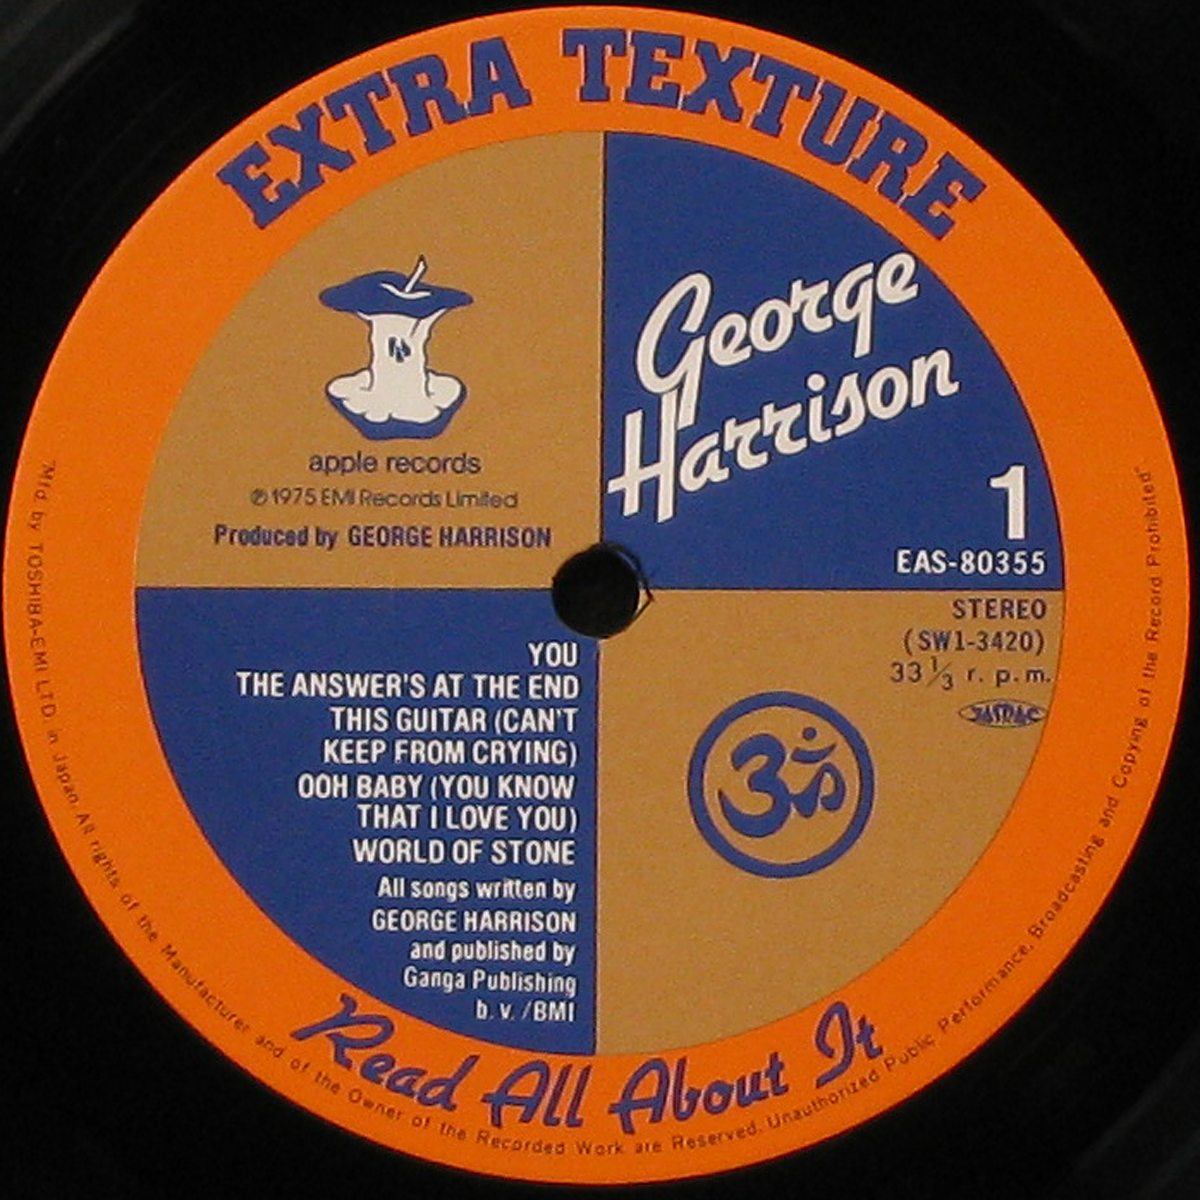 EXTRA TEXTURE
George
Harrison
apple records
℗ 1975 EMI Records Limited
Produced by GEORGE HARRISON
1
EAS-80355
STEREO
(SW1-3420)
33 1/3 r. p. m.
JASRAC
ॐ
YOU
THE ANSWER'S AT THE END
THIS GUITAR (CAN'T
KEEP FROM CRYING)
OOH BABY (YOU KNOW
THAT I LOVE YOU)
WORLD OF STONE
All songs written by
GEORGE HARRISON
and published by
Ganga Publishing
b. v. /BMI
Read All About It
"Mfd. by TOSHIBA-EMI LTD. in Japan. All rights of the Manufacturer and of the Owner of the Recorded Work are Reserved. Unauthorized Public Performance, Broadcasting and Copying of the Record Prohibited"